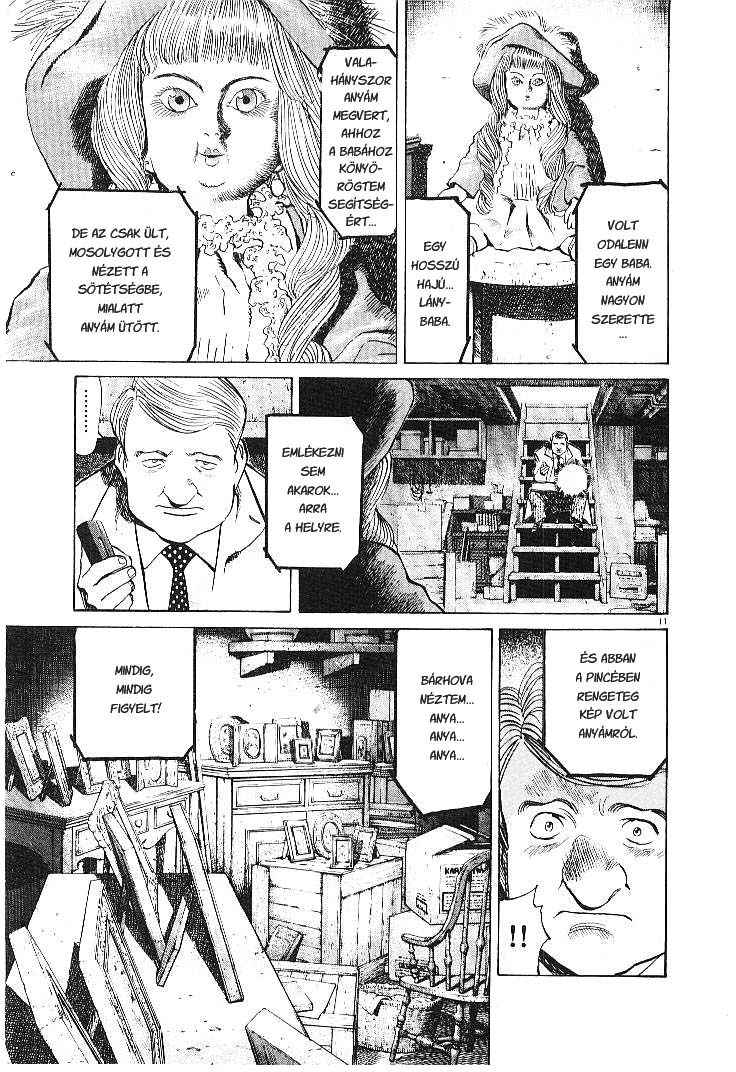 VOLT
ODALENN
EGY BABA.
ANYÁM
NAGYON
SZERETTE
...
EGY
HOSSZÚ
HAJÚ...
LÁNY-
BABA.
VALA-
HÁNYSZOR
ANYÁM
MEGVERT,
AHHOZ
A BABÁHOZ
KÖNYÖ-
RÖGTEM
SEGÍTSÉG-
ÉRT...
DE AZ CSAK ÜLT,
MOSOLYGOTT ÉS
NÉZETT A
SÖTÉTSÉGBE,
MIALATT
ANYÁM ÜTÖTT.
EMLÉKEZNI
SEM
AKAROK...
ARRA
A HELYRE.
........
11
ÉS ABBAN
A PINCÉBEN
RENGETEG
KÉP VOLT
ANYÁMRÓL.
!!
BÁRHOVA
NÉZTEM...
ANYA...
ANYA...
ANYA...
MINDIG,
MINDIG
FIGYELT!